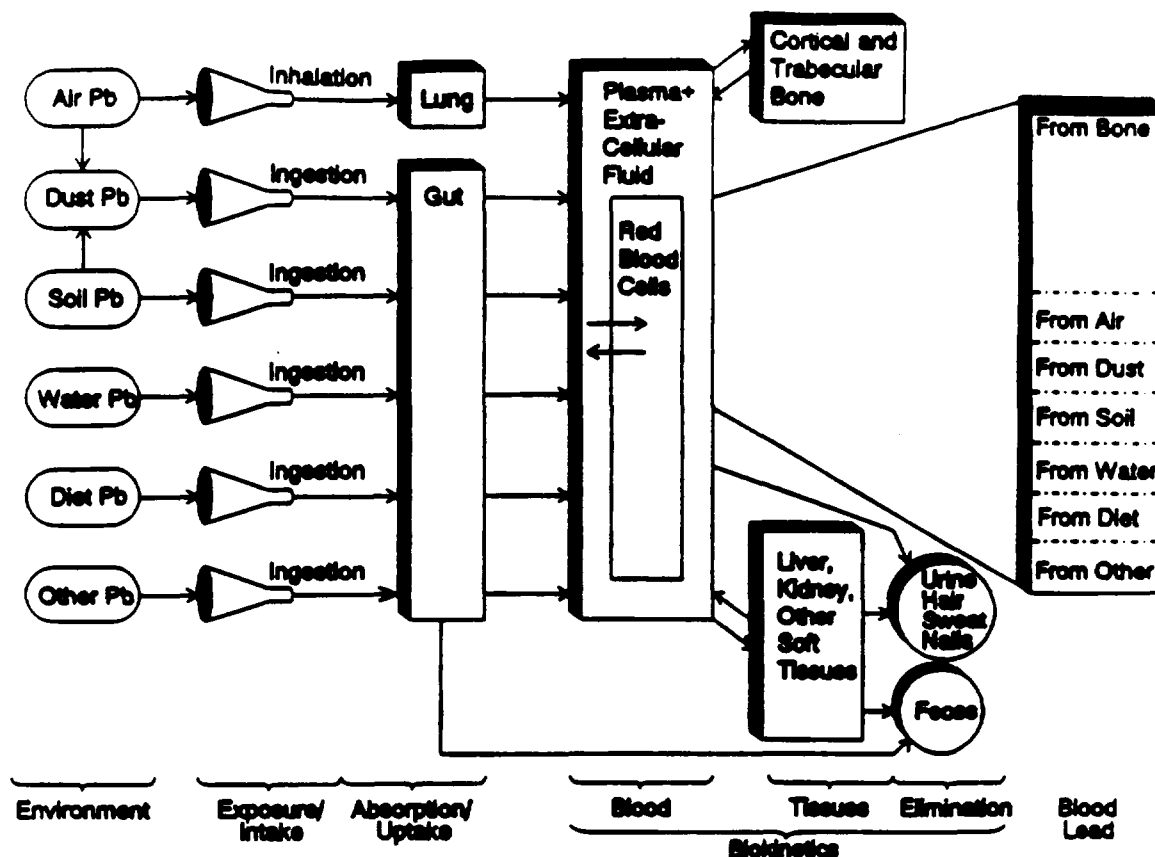 Air Pb
Dust Pb
Soil Pb
Water Pb
Diet Pb
Other Pb
Inhalation
Ingestion
Ingestion
Ingestion
Ingestion
Ingestion
Lung
Gut
Plasma+
Extra-
Cellular
Fluid
Red
Blood
Cells
Cortical and
Trabecular
Bone
Liver,
Kidney,
Other
Soft
Tissues
Urine
Hair
Sweat
Nails
Feces
From Bone
From Air
From Dust
From Soil
From Water
From Diet
From Other
Environment
Exposure/
Intake
Absorption/
Uptake
Blood
Tissues
Elimination
Biokinetics
Blood
Lead